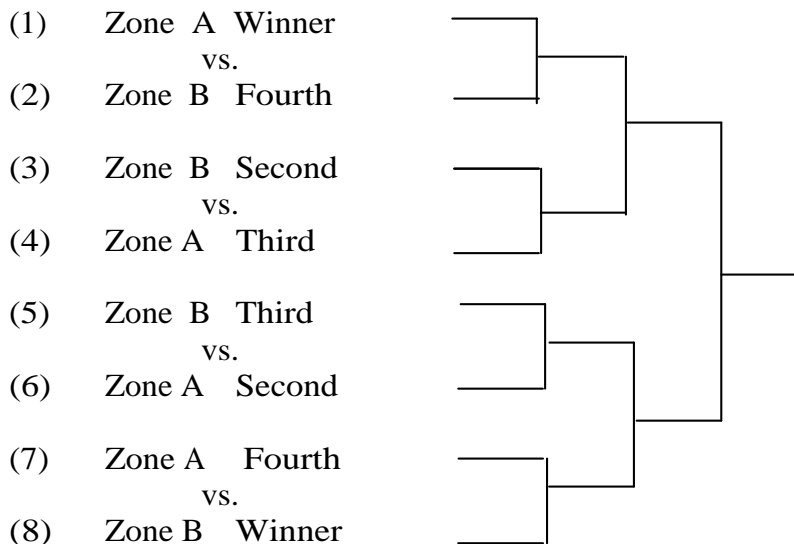 (1) Zone A Winner
vs.
(2) Zone B Fourth
(3) Zone B Second
vs.
(4) Zone A Third
(5) Zone B Third
vs.
(6) Zone A Second
(7) Zone A Fourth
vs.
(8) Zone B Winner